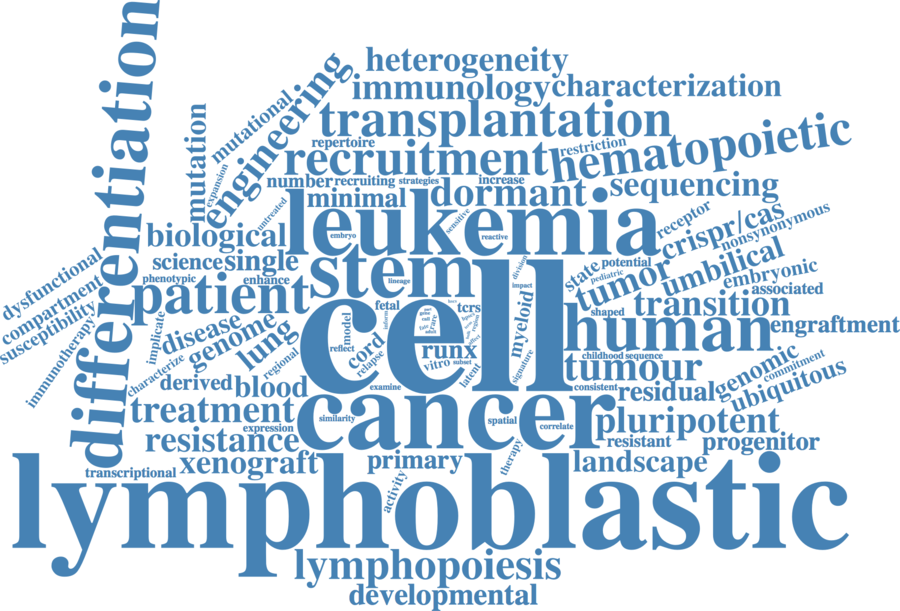 differentiation
heterogeneity
immunology
characterization
transplantation
engineering
mutational
mutation
expansion
repertoire
recruitment
restriction
hematopoietic
number
recruiting
strategies
increase
minimal
dormant
sequencing
untreated
leukemia
sensitive
embryo
reactive
receptor
crispr/cas
nonsynonymous
biological
science
single
stem
lineage
division
state
potential
pediatric
tumor
umbilical
embryonic
associated
dysfunctional
compartment
susceptibility
immunotherapy
phenotypic
enhance
patient
fetal
cell
tcrs
impact
myeloid
shaped
transition
human
engraftment
implicate
disease
genome
lung
model
cord
reflect
relapse
regional
characterize
rare
runx
vitro
subset
latent
signature
childhood
sequence
tumour
genomic
commitment
ubiquitous
derived
blood
examine
consistent
residual
treatment
cancer
similarity
expression
spatial
correlate
pluripotent
resistance
resistant
progenitor
transcriptional
xenograft
primary
activity
therapy
landscape
lymphoblastic
lymphopoiesis
developmental